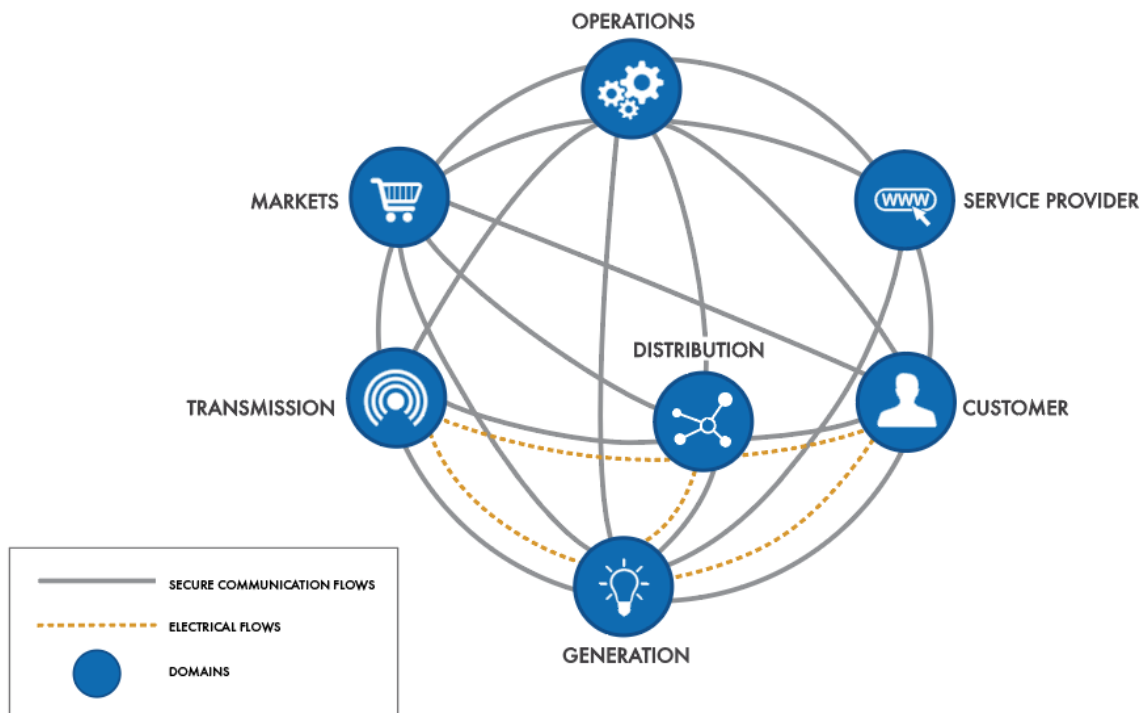 OPERATIONS
MARKETS
WWW
SERVICE PROVIDER
DISTRIBUTION
TRANSMISSION
CUSTOMER
GENERATION
SECURE COMMUNICATION FLOWS
ELECTRICAL FLOWS
DOMAINS